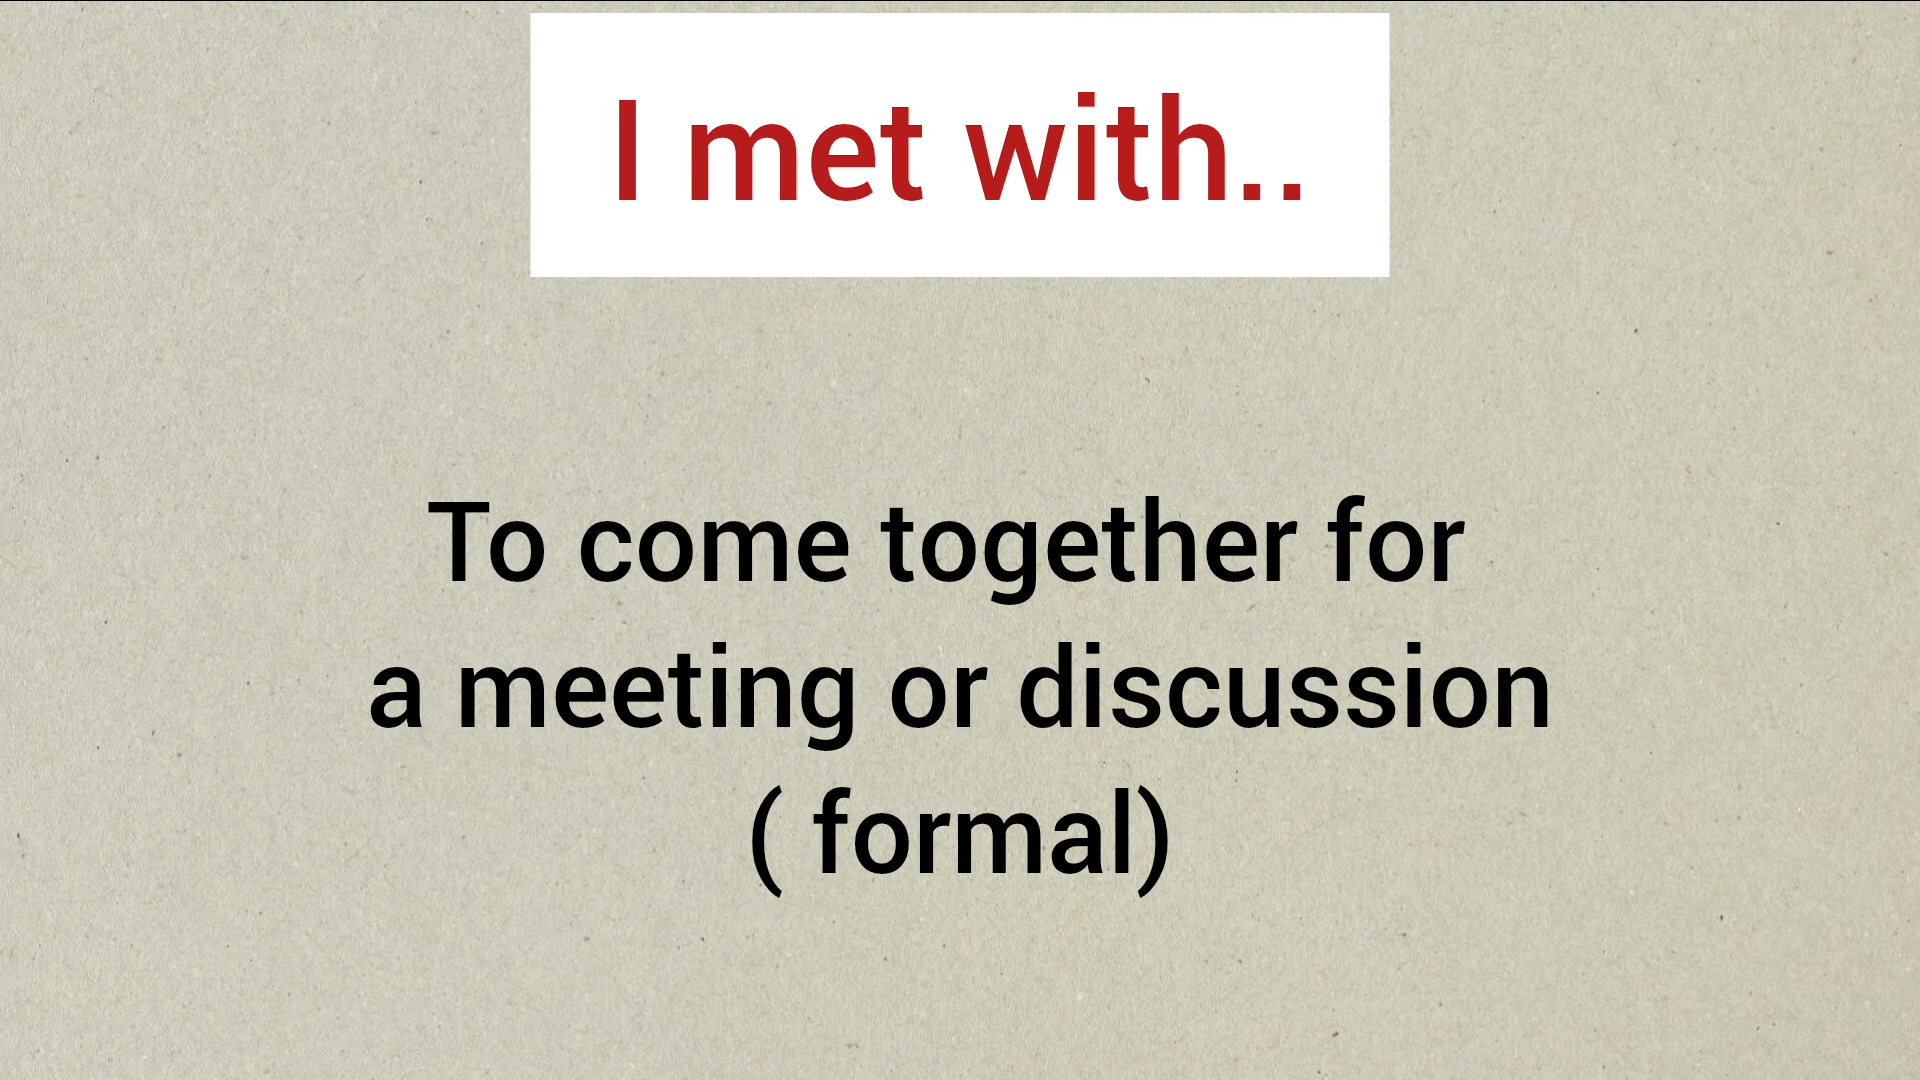 I met with..
To come together for
a meeting or discussion
( formal)